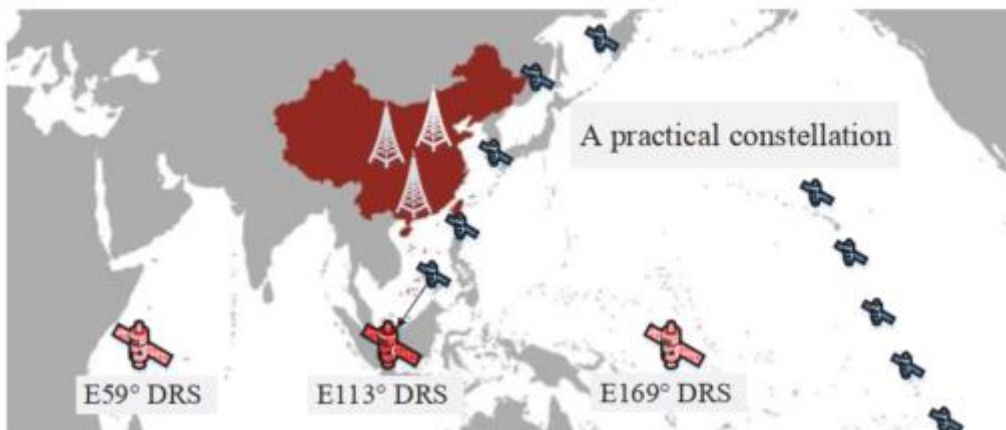 A practical constellation
E59° DRS
E113° DRS
E169° DRS